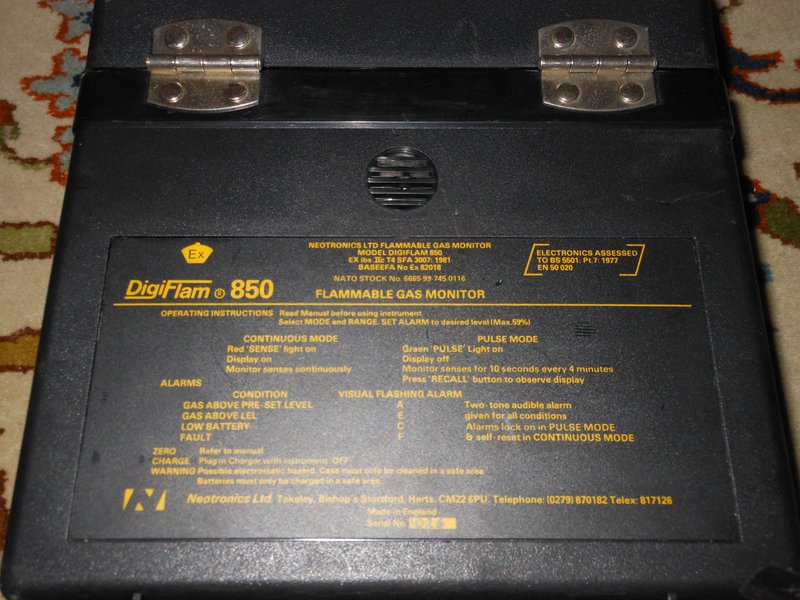 NEOTRONICS LTD FLAMMABLE GAS MONITOR
MODEL DIGIFLAM 850
EX ibs IIc T4 SFA 3007: 1981
BASEEFA No Ex 82018
NATO STOCK No. 6665 99 745 0116
Ex
ELECTRONICS ASSESSED
TO BS 5501: Pt.7: 1977
EN 50 020
DigiFlam ® 850
FLAMMABLE GAS MONITOR
OPERATING INSTRUCTIONS Read Manual before using instrument.
Select MODE and RANGE. SET ALARM to desired level (Max.59%)
CONTINUOUS MODE
Red 'SENSE' light on
Display on
Monitor senses continuously
PULSE MODE
Green 'PULSE' Light on
Display off
Monitor senses for 10 seconds every 4 minutes
Press 'RECALL' button to observe display
ALARMS
CONDITION VISUAL FLASHING ALARM
GAS ABOVE PRE-SET LEVEL A Two-tone audible alarm
GAS ABOVE LEL E given for all conditions
LOW BATTERY C Alarms lock on in PULSE MODE
FAULT F & self-reset in CONTINUOUS MODE
ZERO Refer to manual
CHARGE Plug in Charger with instrument OFF
WARNING Possible electrostatic hazard. Case must only be cleaned in a safe area
Batteries must only be charged in a safe area.
N Neotronics Ltd. Takeley, Bishop's Stortford, Herts. CM22 6PU. Telephone: (0279) 870182 Telex: 817126
Made in England
Serial No.